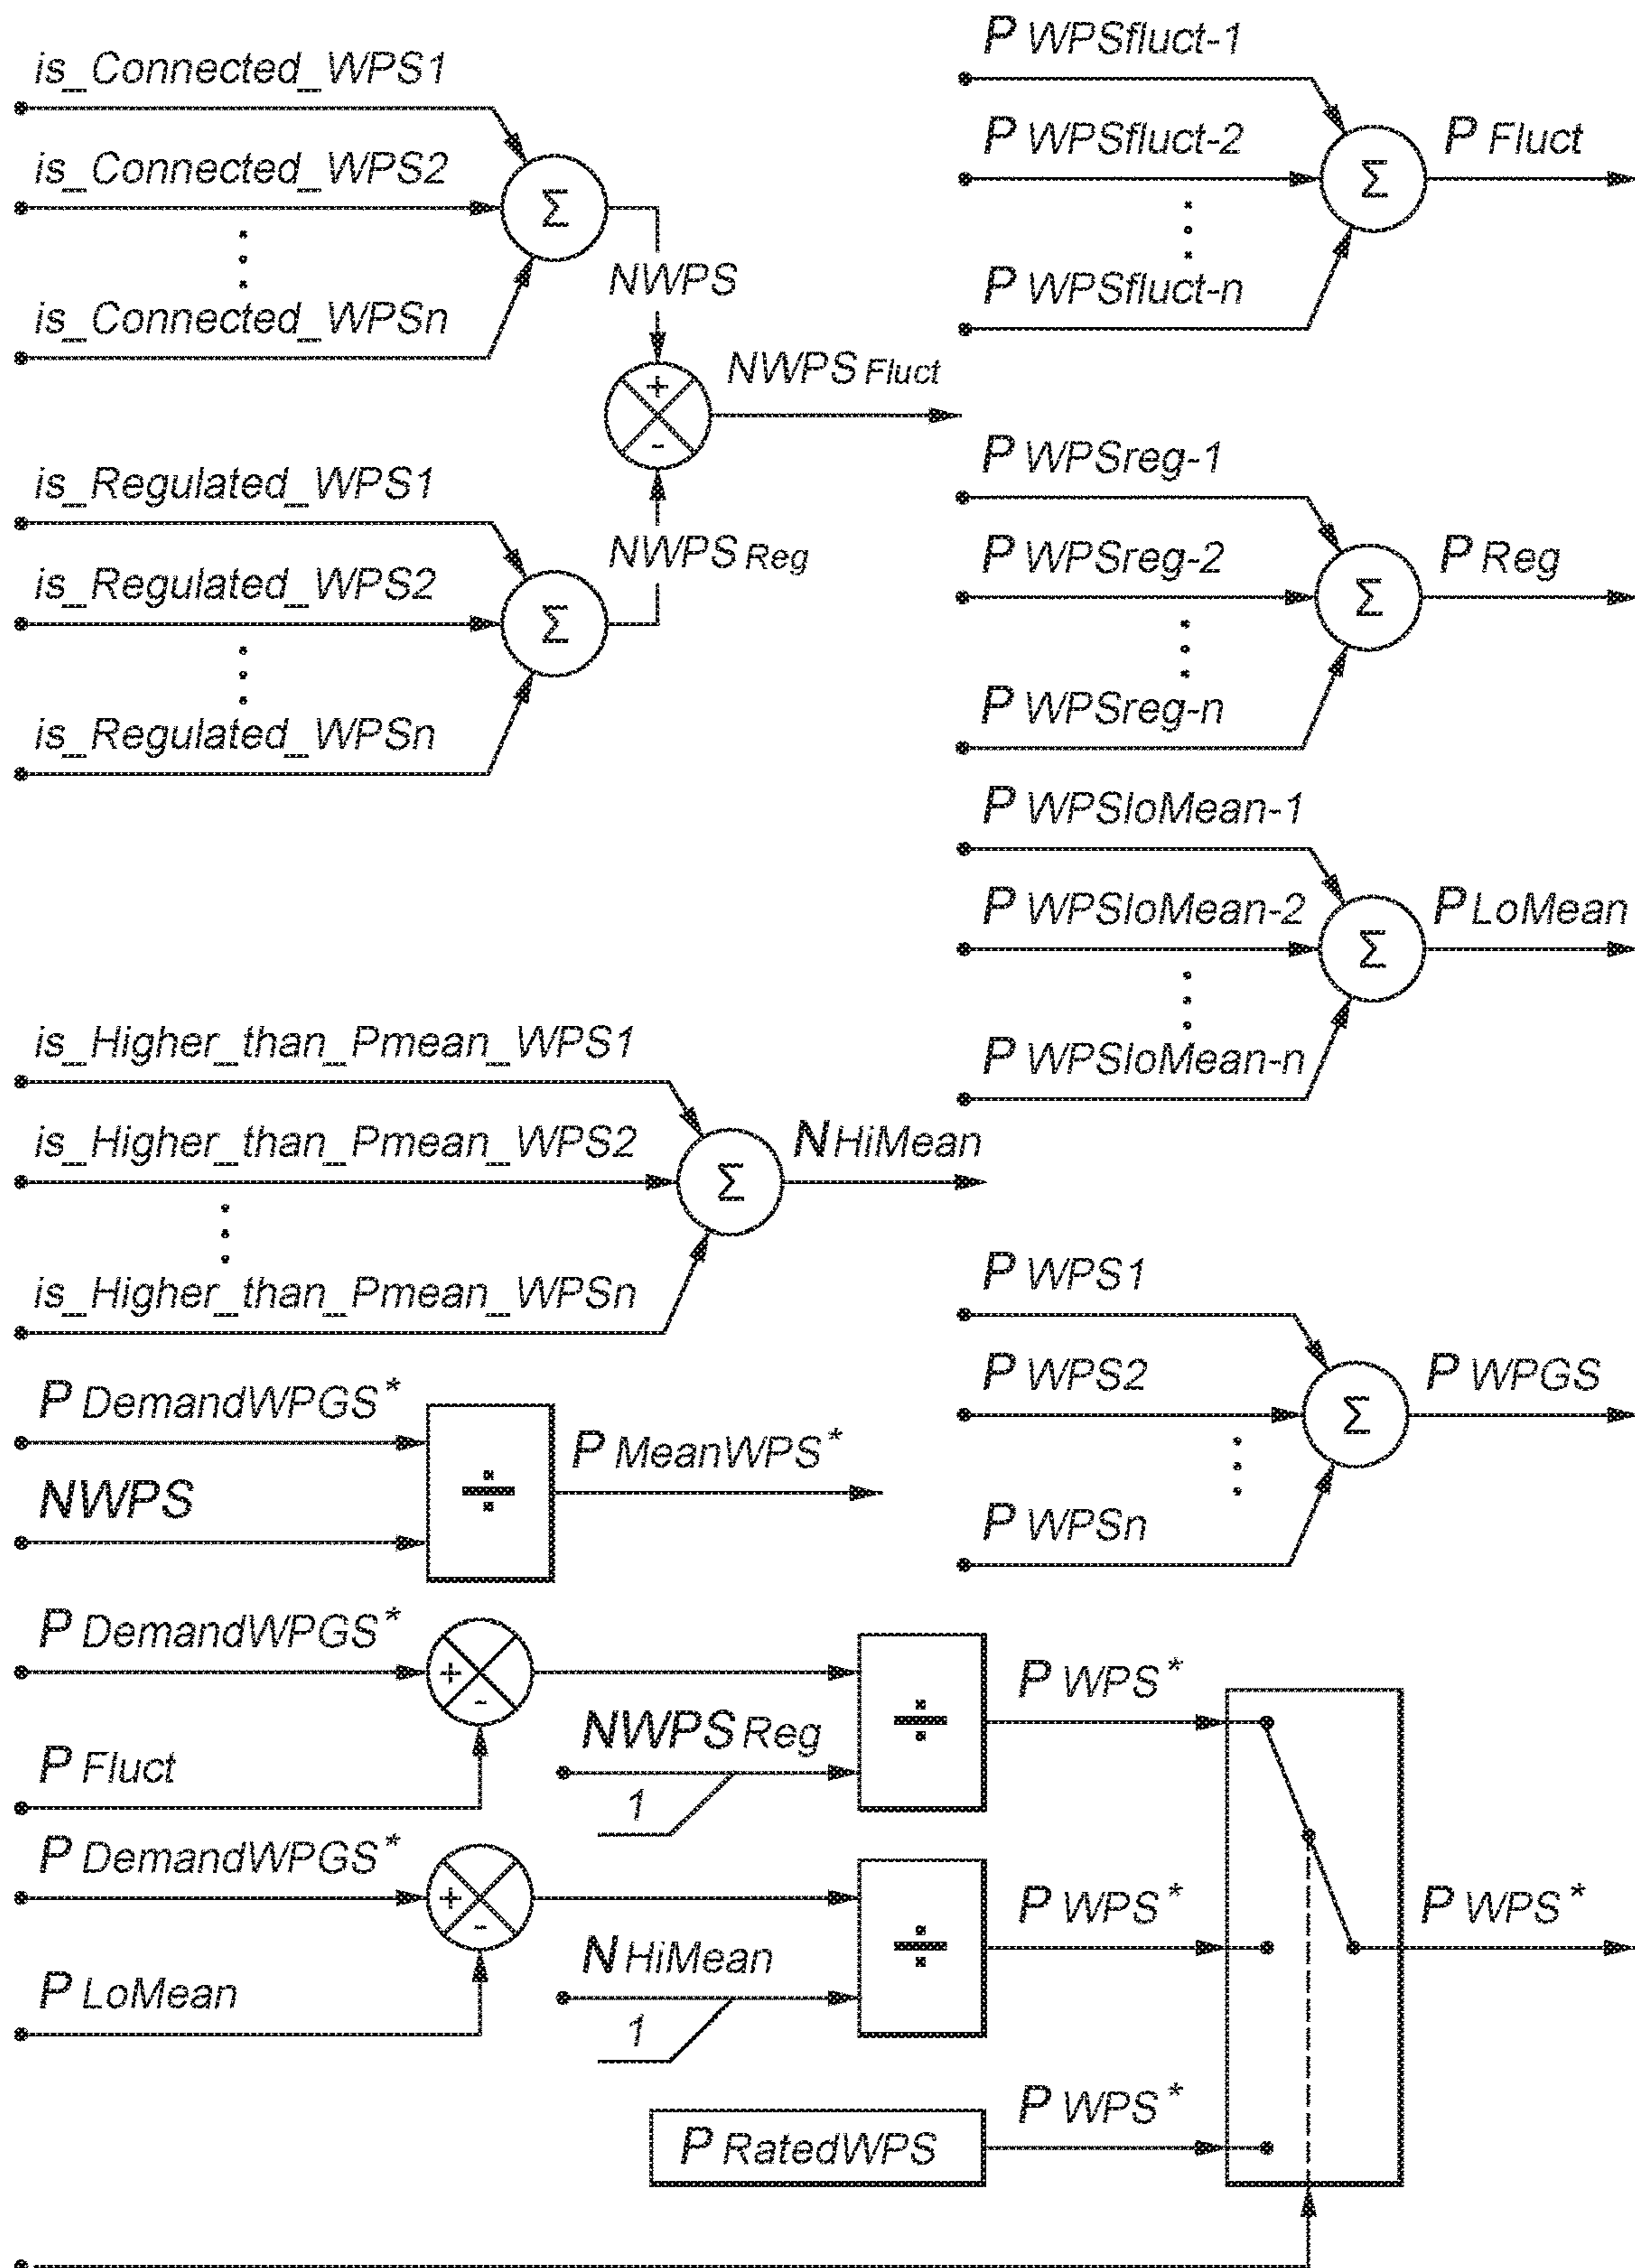 is_Connected_WPS1
is_Connected_WPS2
is_Connected_WPSn
Σ
NWPS
+
-
NWPS Fluct
is_Regulated_WPS1
is_Regulated_WPS2
is_Regulated_WPSn
Σ
NWPS Reg
P WPSfluct-1
P WPSfluct-2
P WPSfluct-n
Σ
P Fluct
P WPSreg-1
P WPSreg-2
P WPSreg-n
Σ
P Reg
P WPSloMean-1
P WPSloMean-2
P WPSloMean-n
Σ
P LoMean
is_Higher_than_Pmean_WPS1
is_Higher_than_Pmean_WPS2
is_Higher_than_Pmean_WPSn
Σ
N HiMean
P WPS1
P WPS2
P WPSn
Σ
P WPGS
P DemandWPGS*
NWPS
÷
P MeanWPS*
P DemandWPGS*
+
-
P Fluct
NWPS Reg
1
÷
P WPS*
P DemandWPGS*
+
-
P LoMean
N HiMean
1
÷
P WPS*
P WPS*
P RatedWPS
P WPS*